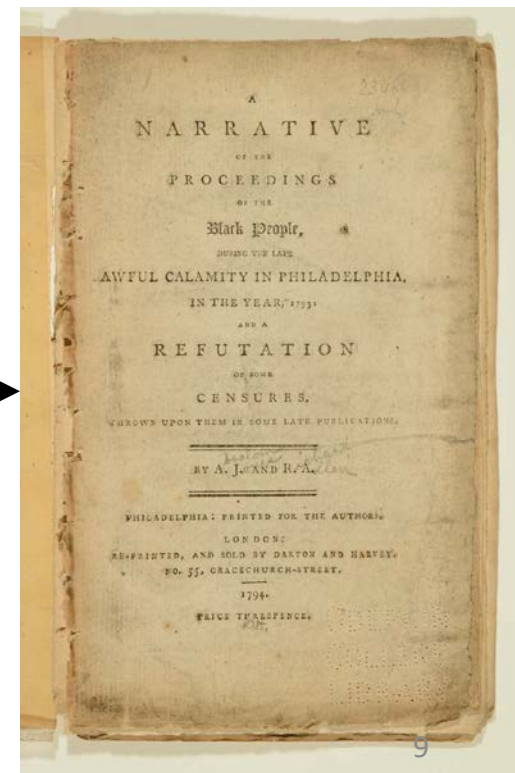 A
NARRATIVE
OF THE
PROCEEDINGS
OF THE
Black People,
DURING THE LATE
AWFUL CALAMITY IN PHILADELPHIA,
IN THE YEAR, 1793:
AND A
REFUTATION
OF SOME
CENSURES,
THROWN UPON THEM IN SOME LATE PUBLICATIONS.
BY A. J. AND R. A.
PHILADELPHIA: PRINTED FOR THE AUTHORS,
LONDON:
RE-PRINTED, AND SOLD BY DARTON AND HARVEY,
NO. 55, GRACECHURCH-STREET.
1794.
PRICE THREEPENCE.
9